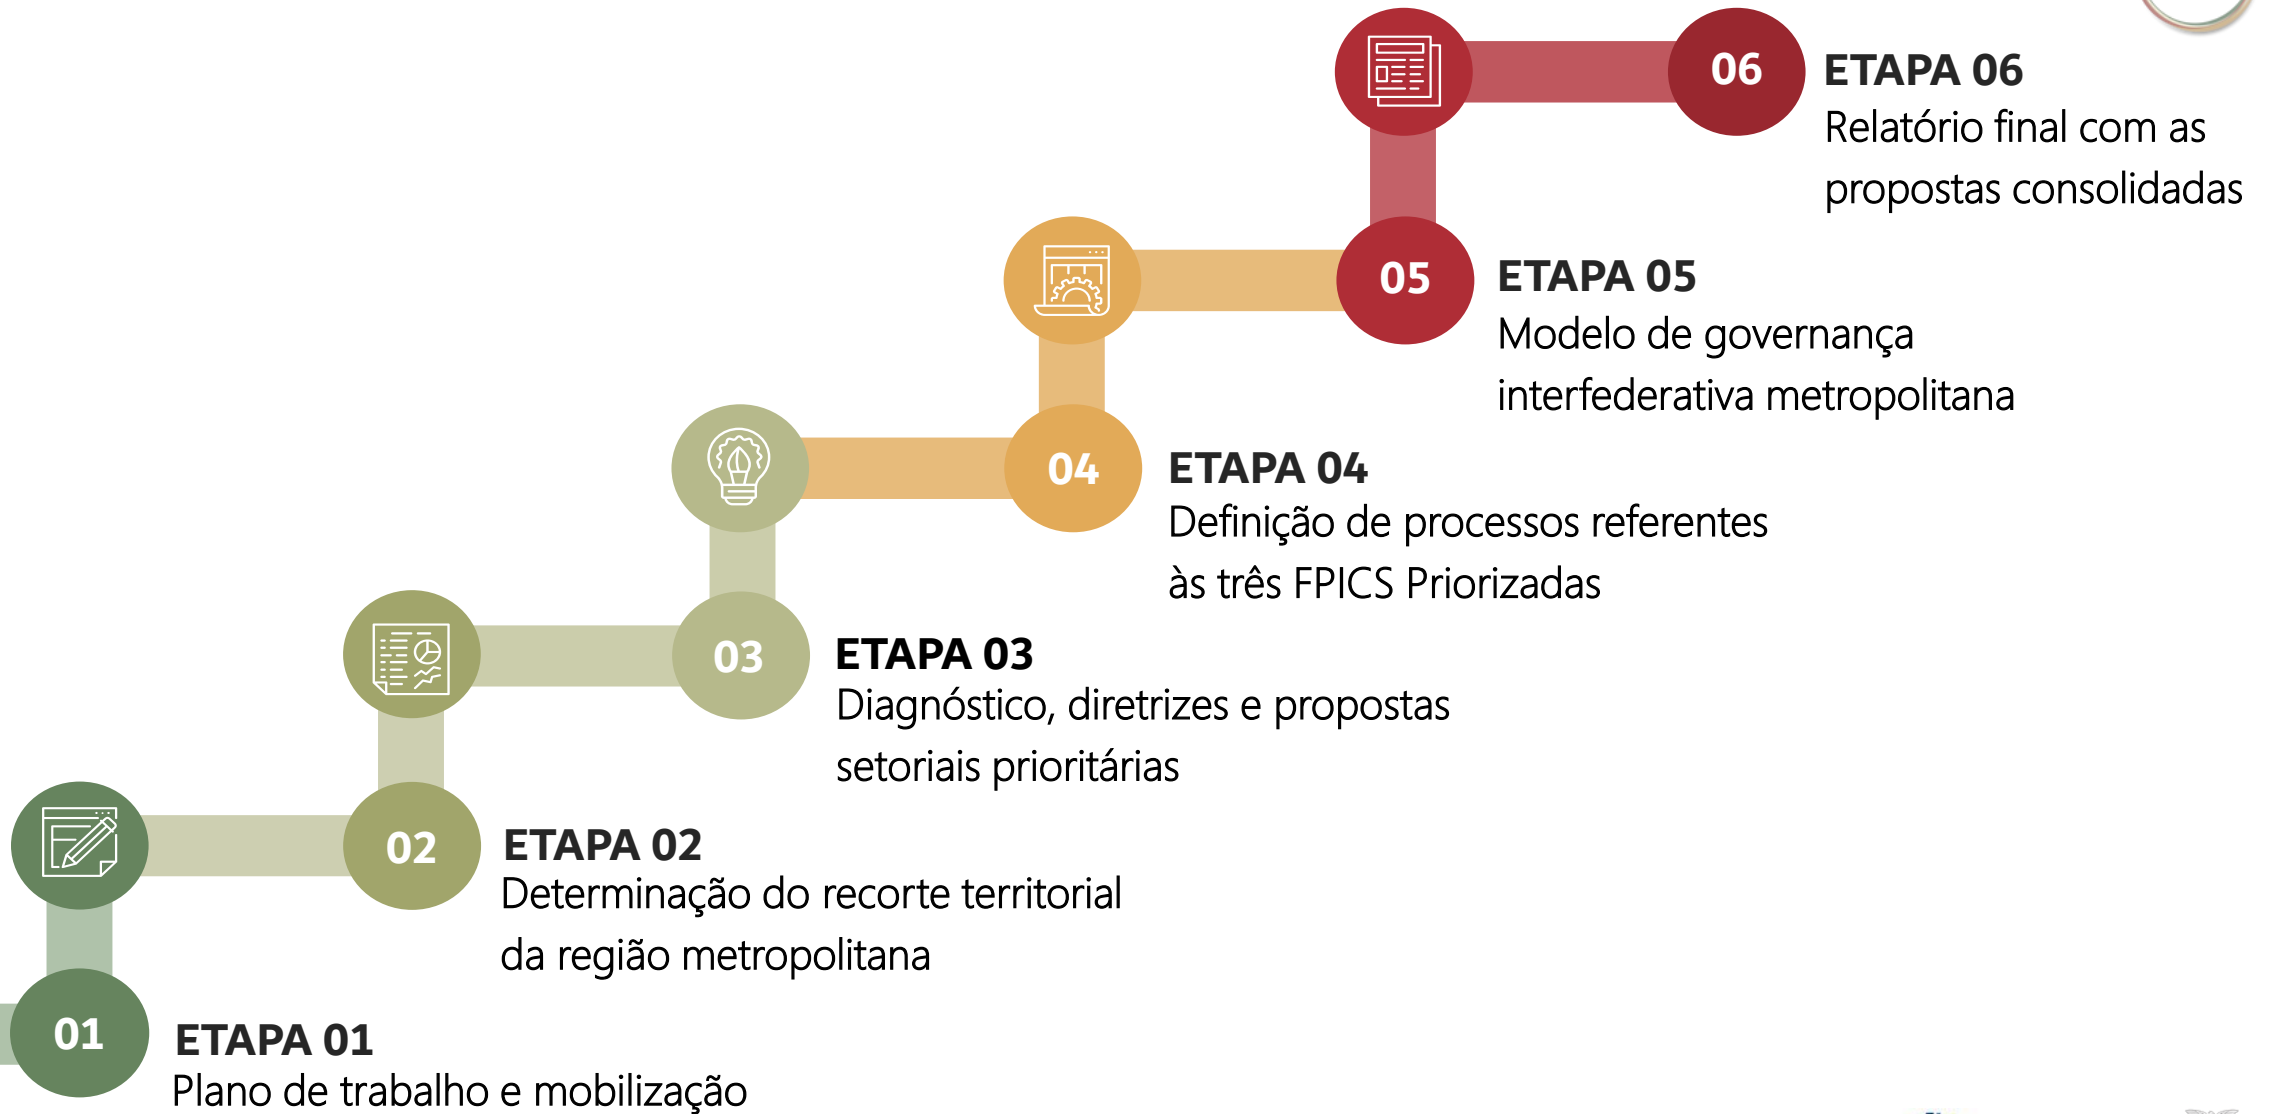 06
ETAPA 06
Relatório final com as
propostas consolidadas
05
ETAPA 05
Modelo de governança
interfederativa metropolitana
04
ETAPA 04
Definição de processos referentes
às três FPICS Priorizadas
03
ETAPA 03
Diagnóstico, diretrizes e propostas
setoriais prioritárias
02
ETAPA 02
Determinação do recorte territorial
da região metropolitana
01
ETAPA 01
Plano de trabalho e mobilização